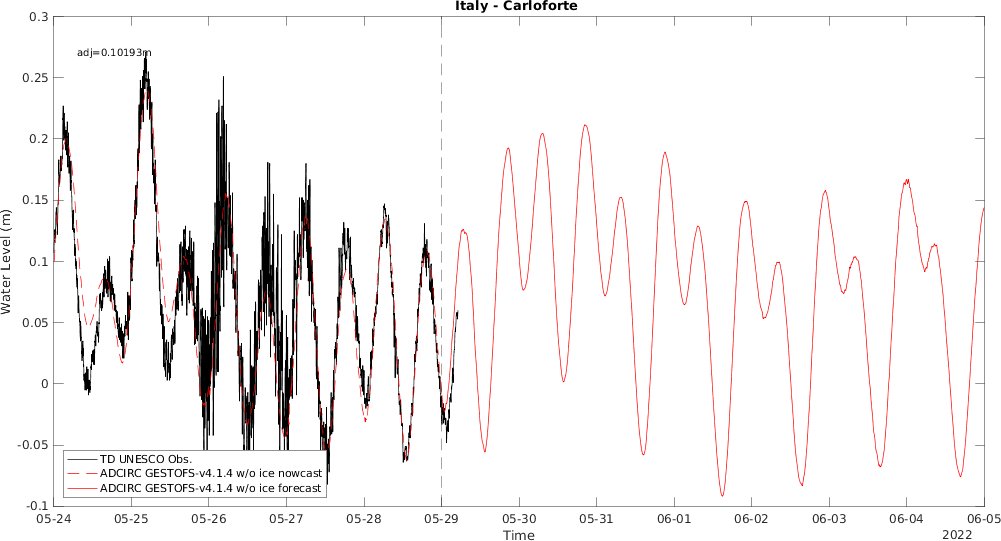 Italy - Carloforte
0.3
adj=0.10193m
0.25
0.2
0.15
0.1
0.05
0
-0.05
-0.1
Water Level (m)
TD UNESCO Obs.
ADCIRC GESTOFS-v4.1.4 w/o ice nowcast
ADCIRC GESTOFS-v4.1.4 w/o ice forecast
05-24 05-25 05-26 05-27 05-28 05-29 05-30 05-31 06-01 06-02 06-03 06-04 06-05
Time
2022